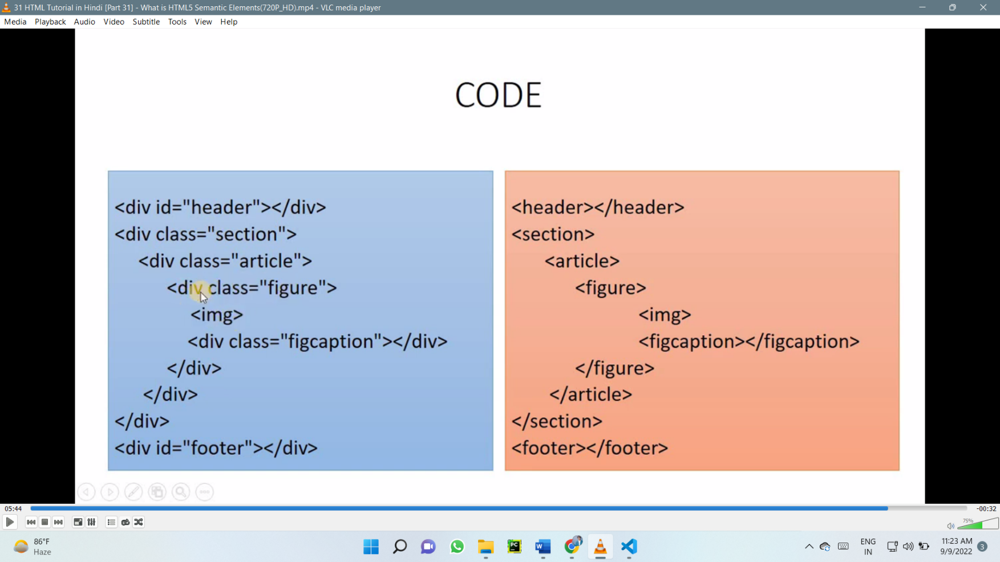 31 HTML Tutorial in Hindi [Part 31] - What is HTML5 Semantic Elements(720P_HD).mp4 - VLC media player
Media Playback Audio Video Subtitle Tools View Help
CODE
<div id="header"></div>
<div class="section">
<div class="article">
<div class="figure">
<img>
<div class="figcaption"></div>
</div>
</div>
</div>
<div id="footer"></div>
<header></header>
<section>
<article>
<figure>
<img>
<figcaption></figcaption>
</figure>
</article>
</section>
<footer></footer>
05:44
-00:32
75%
86°F
Haze
PC
W
ENG
IN
11:23 AM
9/9/2022
3